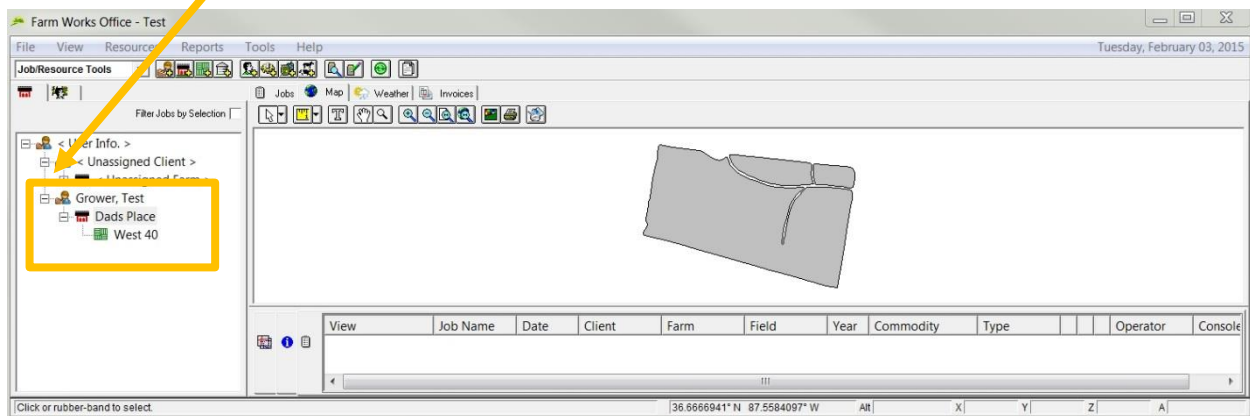 Farm Works Office - Test
File View Resources Reports Tools Help Tuesday, February 03, 2015
Job/Resource Tools
Jobs Map Weather Invoices
Filter Jobs by Selection
< User Info. >
< Unassigned Client >
< Unassigned Farm >
Grower, Test
Dads Place
West 40
View Job Name Date Client Farm Field Year Commodity Type Operator Console
Click or rubber-band to select. 36.6666941° N 87.5584097° W Alt X Y Z A